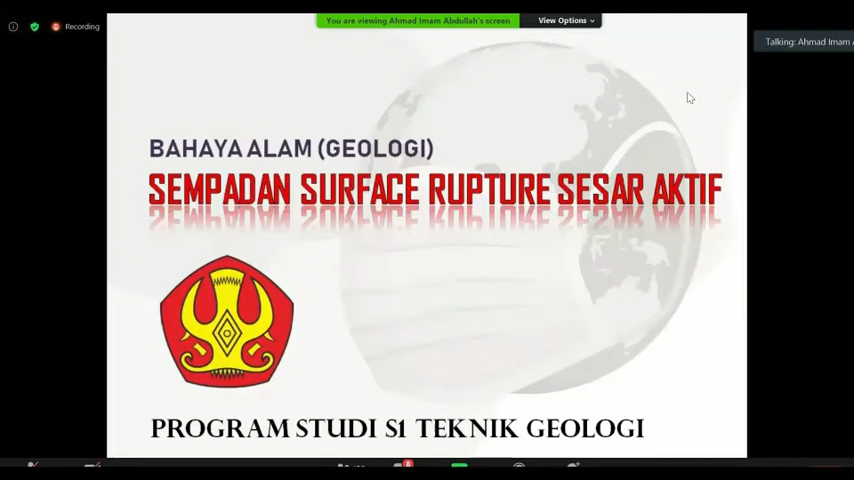 Recording
You are viewing Ahmad Imam Abdullah's screen
View Options
Talking: Ahmad Imam A
BAHAYA ALAM (GEOLOGI)
SEMPADAN SURFACE RUPTURE SESAR AKTIF
PROGRAM STUDI S1 TEKNIK GEOLOGI